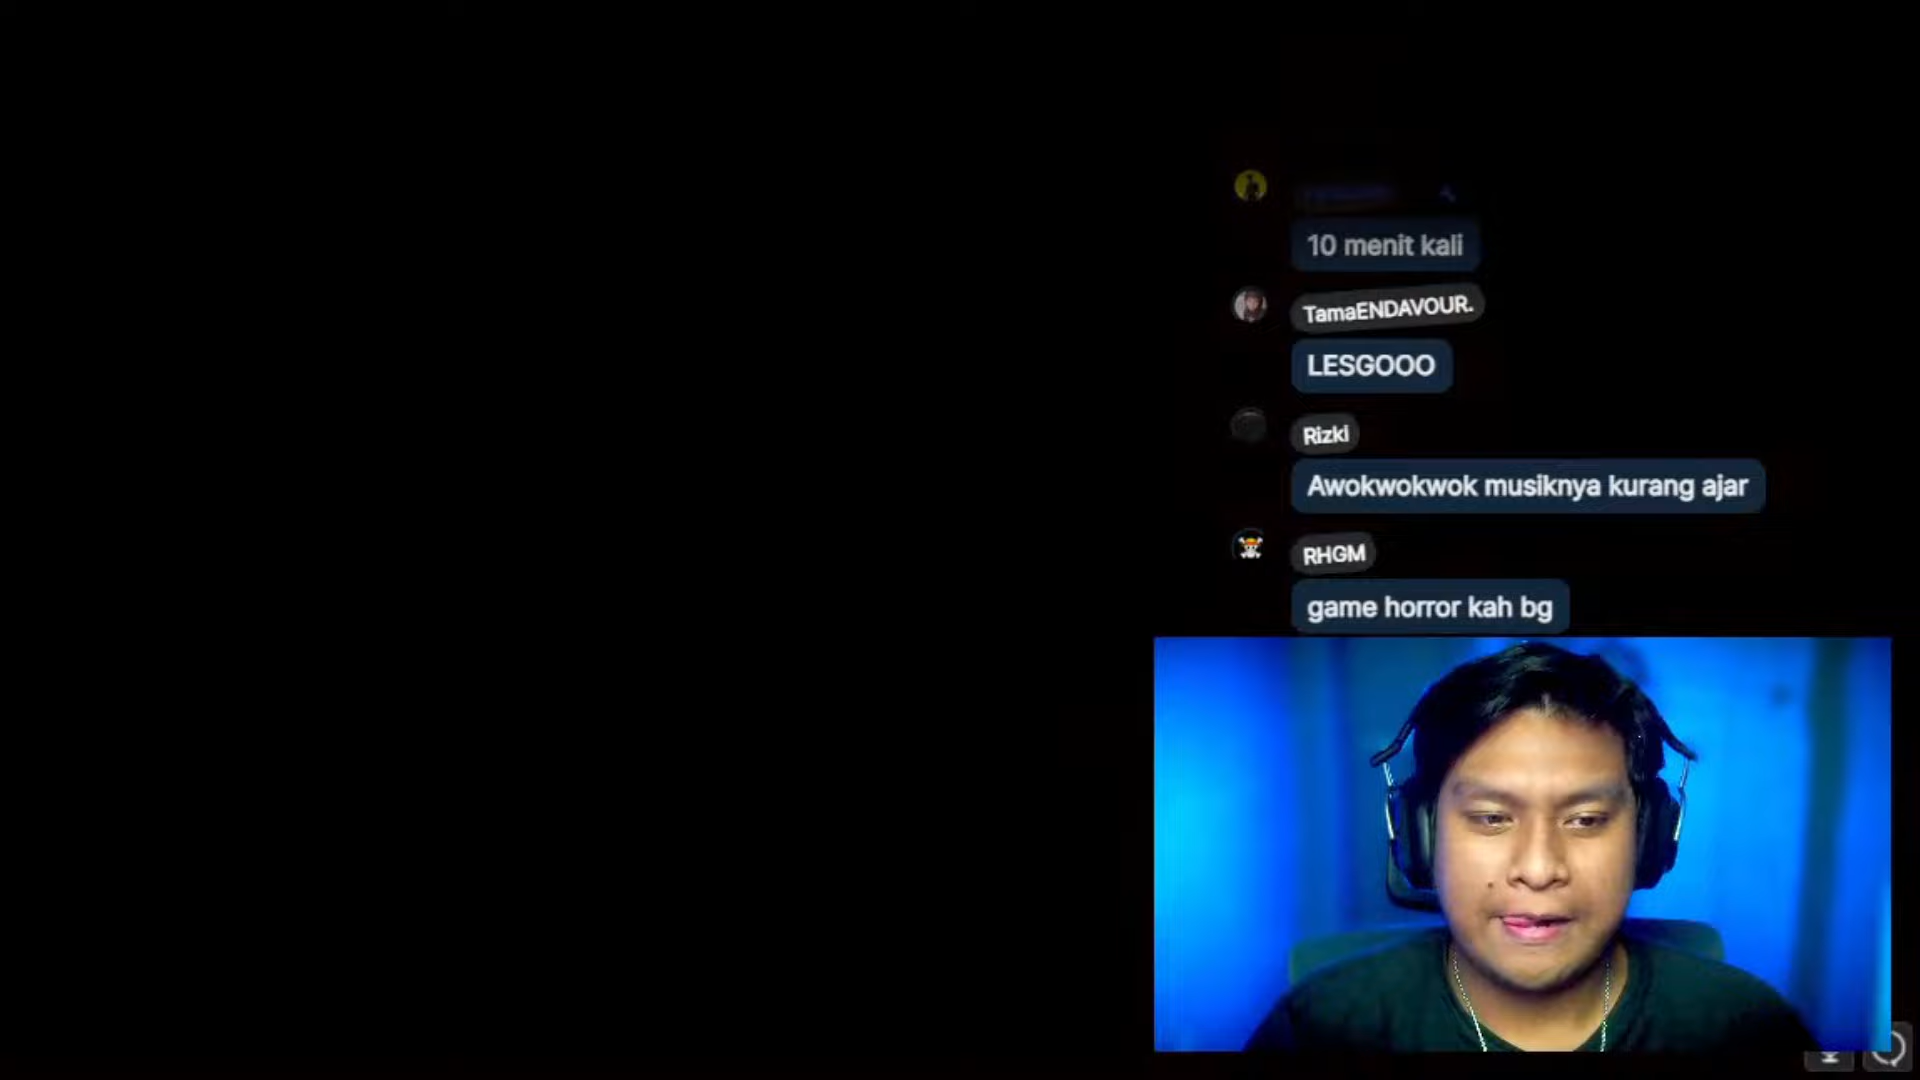 10 menit kali
TamaENDAVOUR.
LESGOOO
Rizki
Awokwokwok musiknya kurang ajar
RHGM
game horror kah bg